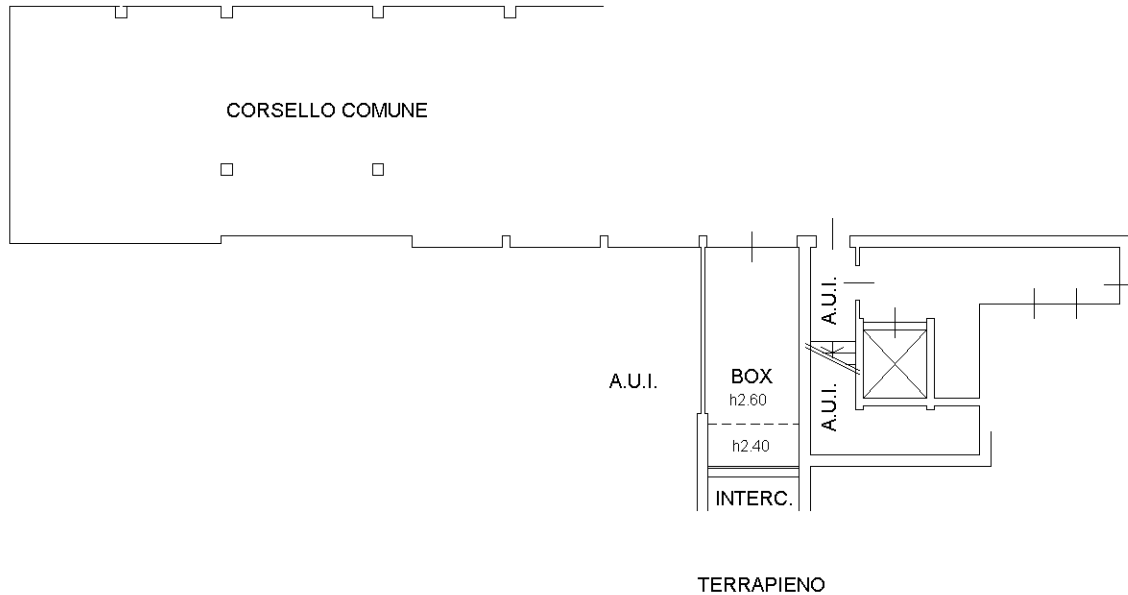 CORSELLO COMUNE
A.U.I.
A.U.I.
BOX
h2.60
A.U.I.
h2.40
INTERC.
TERRAPIENO